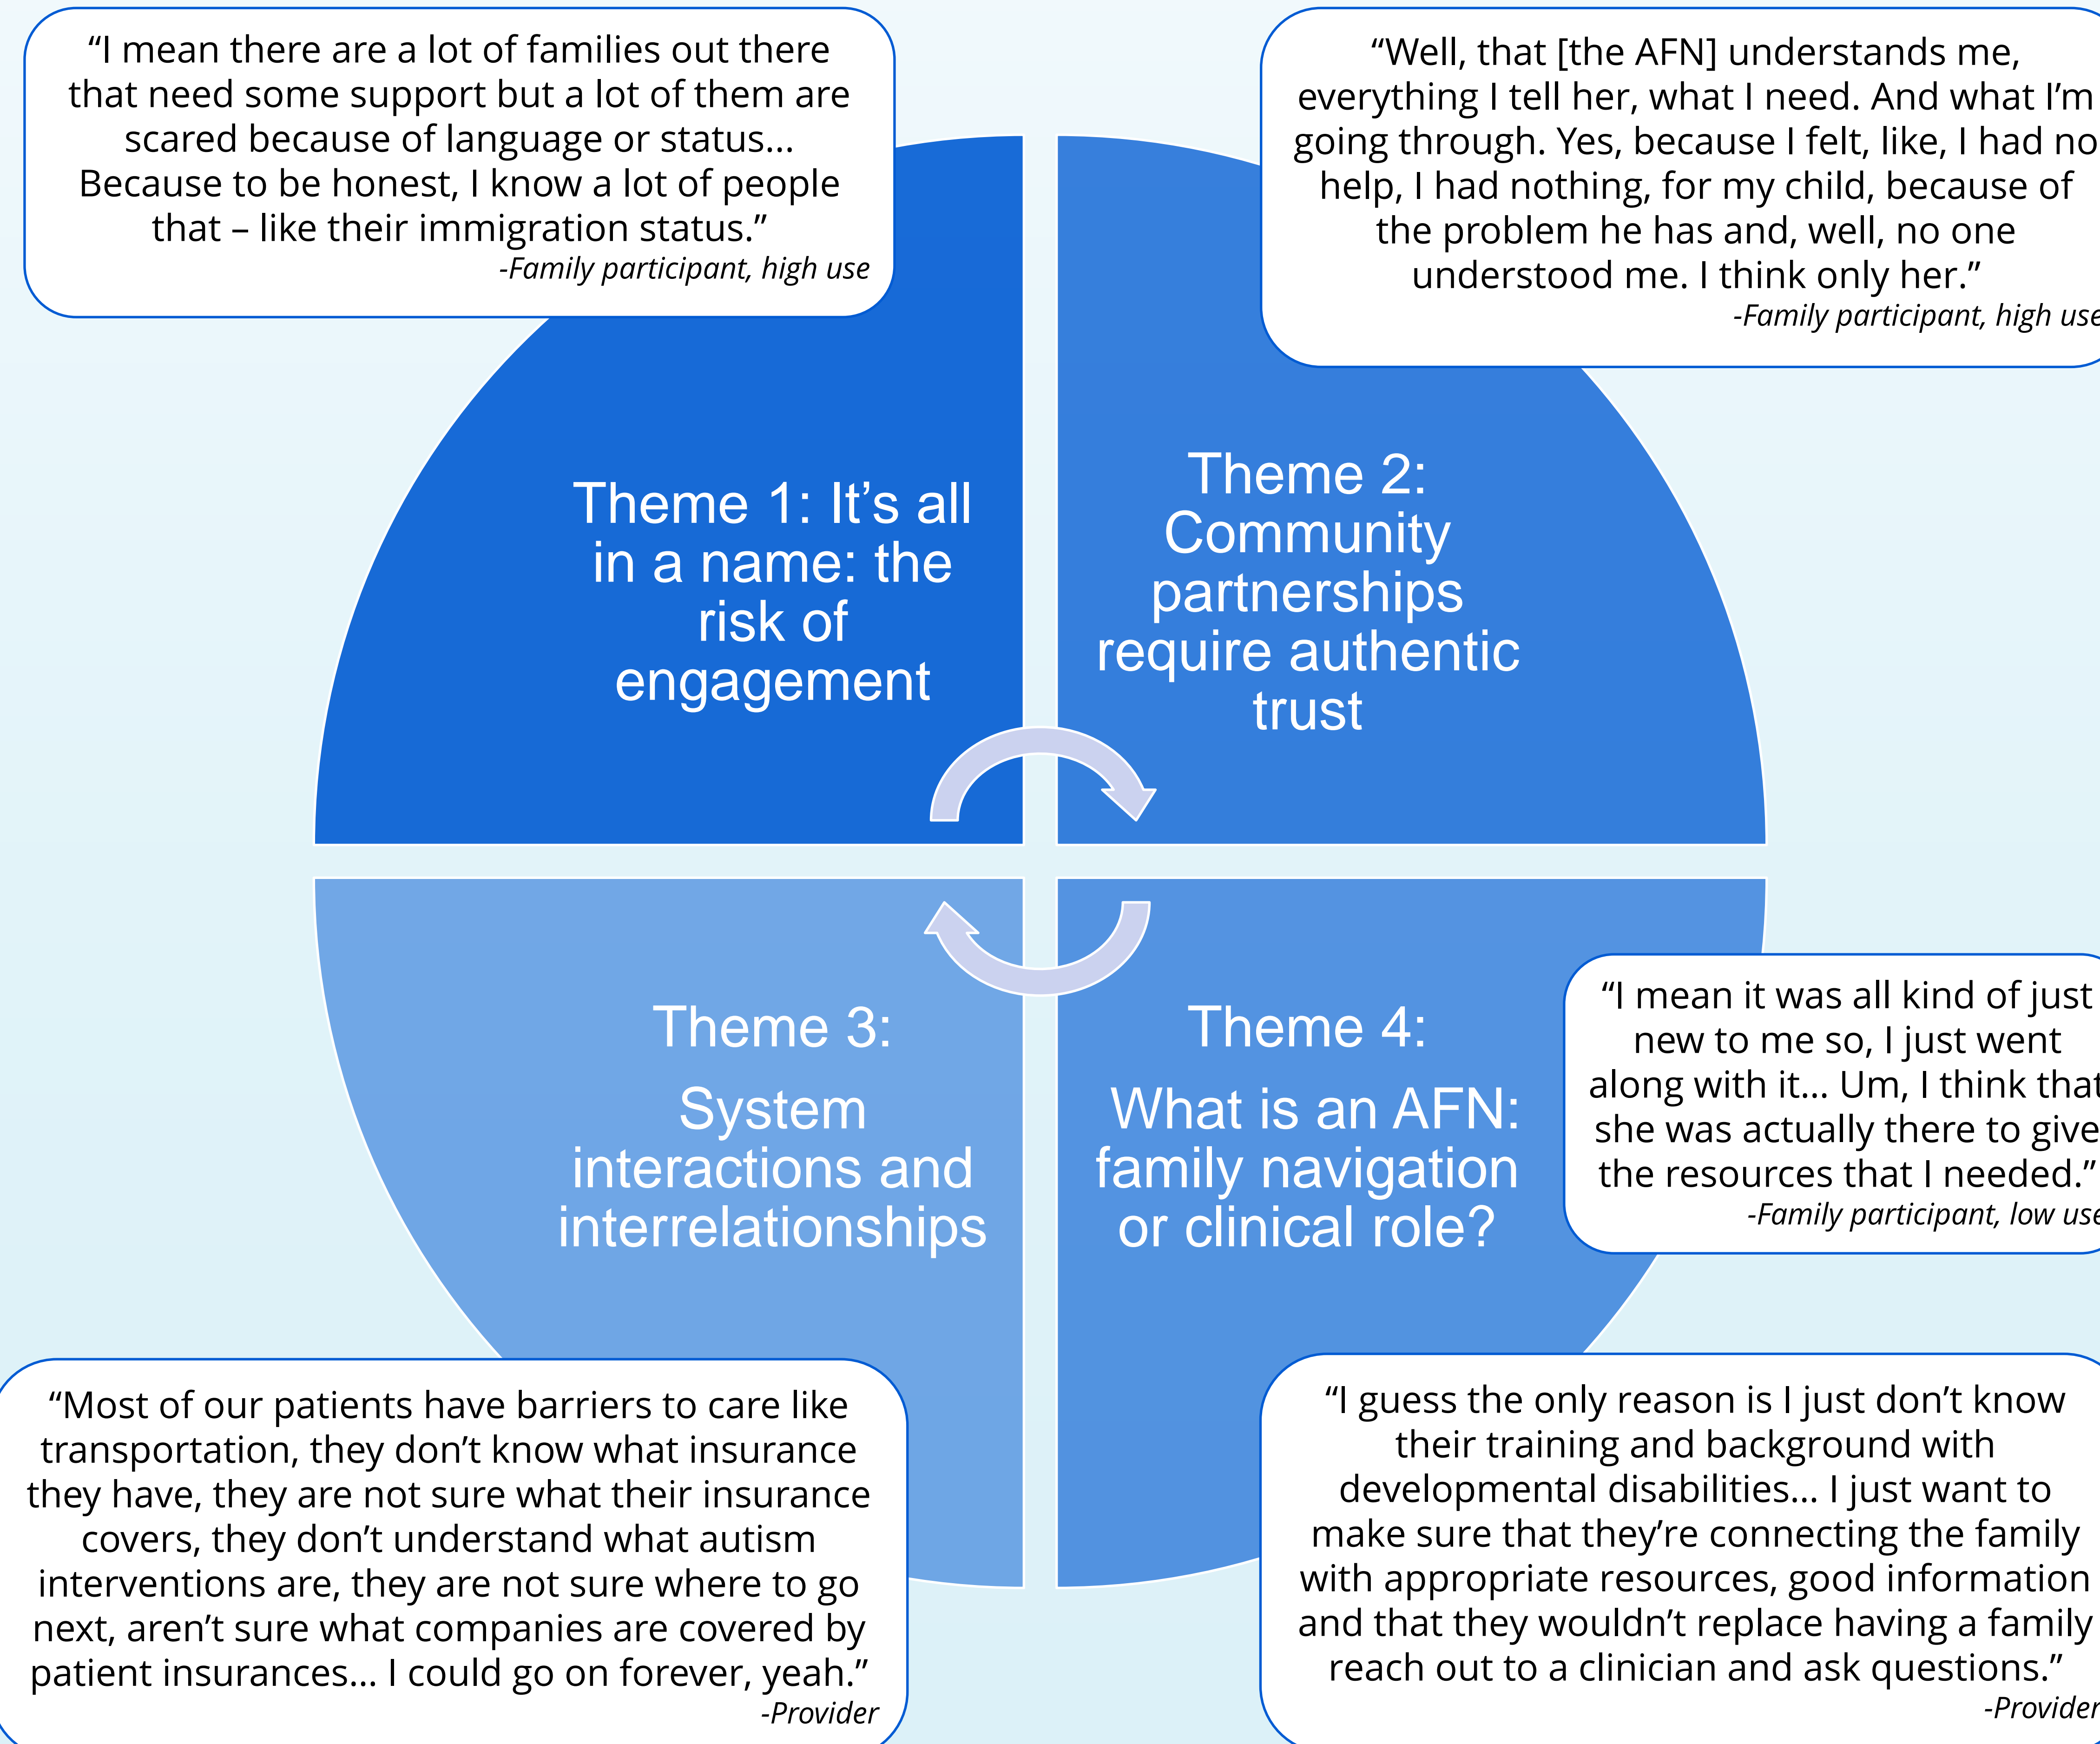 “I mean there are a lot of families out there
that need some support but a lot of them are
scared because of language or status…
Because to be honest, I know a lot of people
that – like their immigration status.”
-Family participant, high use
“Well, that [the AFN] understands me,
everything I tell her, what I need. And what I’m
going through. Yes, because I felt, like, I had no
help, I had nothing, for my child, because of
the problem he has and, well, no one
understood me. I think only her.”
-Family participant, high use
Theme 1: It’s all
in a name: the
risk of
engagement
Theme 2:
Community
partnerships
require authentic
trust
Theme 3:
System
interactions and
interrelationships
Theme 4:
What is an AFN:
family navigation
or clinical role?
“I mean it was all kind of just
new to me so, I just went
along with it… Um, I think that
she was actually there to give
the resources that I needed.”
-Family participant, low use
“Most of our patients have barriers to care like
transportation, they don’t know what insurance
they have, they are not sure what their insurance
covers, they don’t understand what autism
interventions are, they are not sure where to go
next, aren’t sure what companies are covered by
patient insurances… I could go on forever, yeah.”
-Provider
“I guess the only reason is I just don’t know
their training and background with
developmental disabilities… I just want to
make sure that they’re connecting the family
with appropriate resources, good information
and that they wouldn’t replace having a family
reach out to a clinician and ask questions.”
-Provider